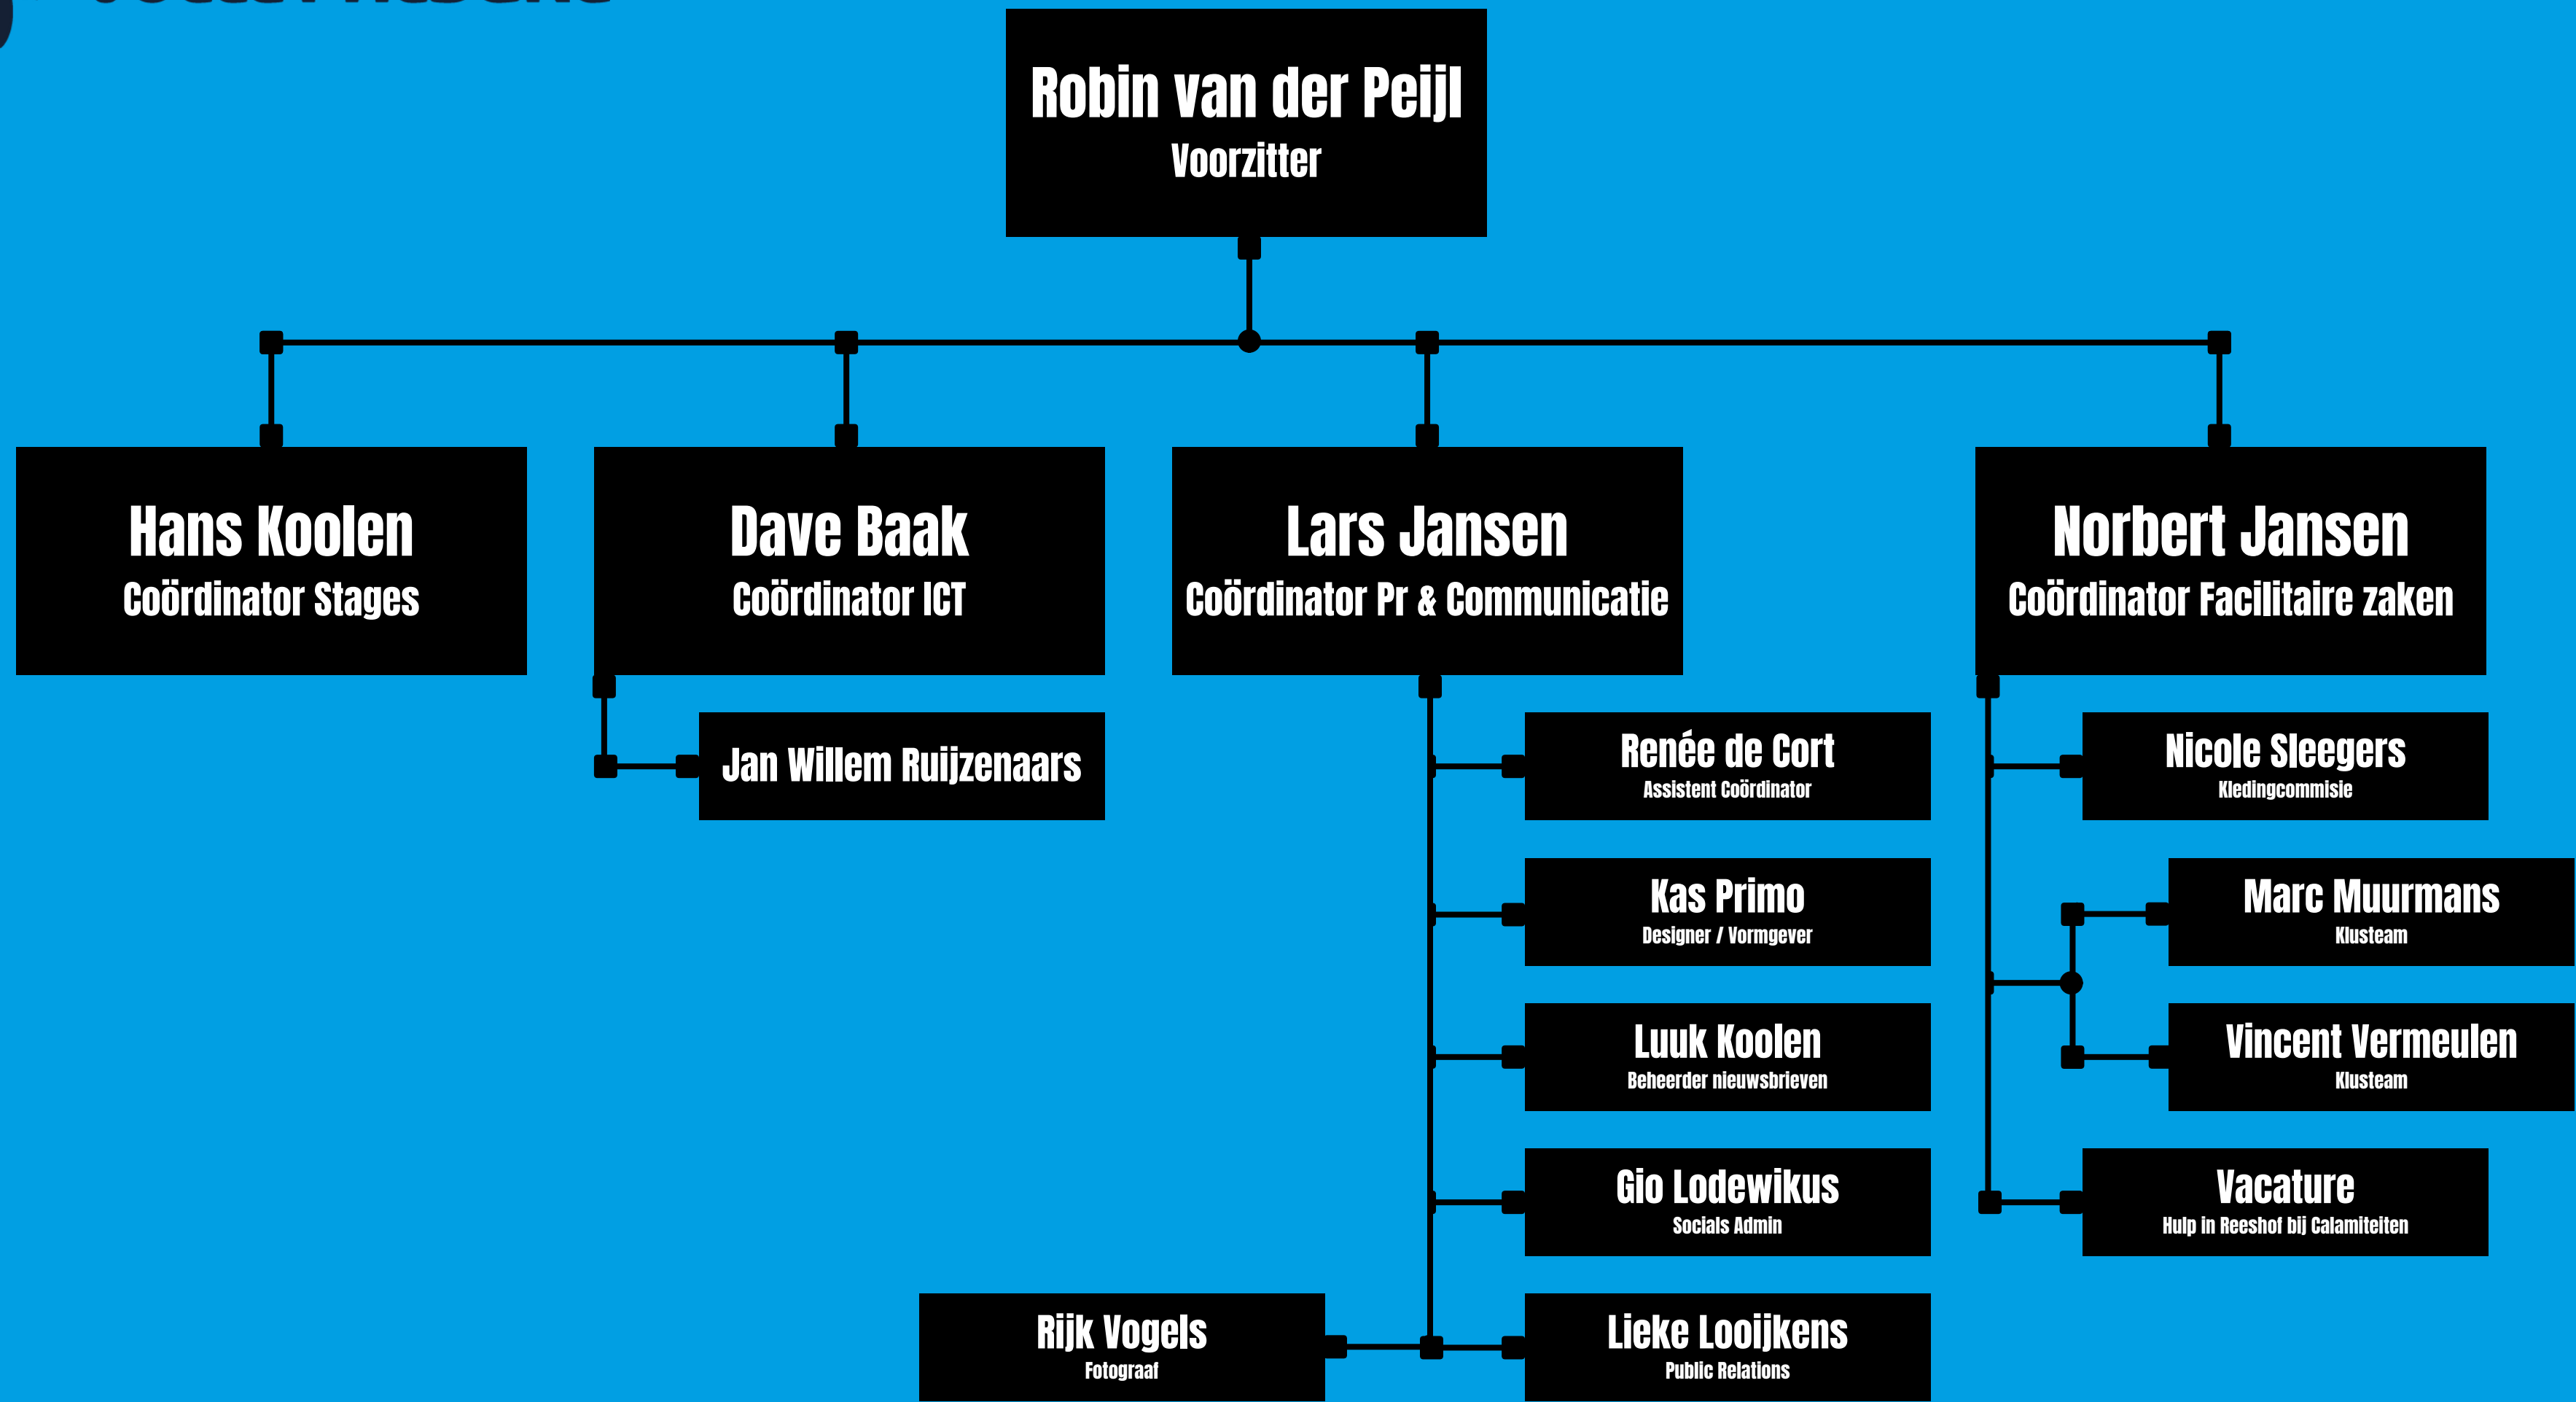 Robin van der Peijl
Voorzitter
Hans Koolen
Coördinator Stages
Dave Baak
Coördinator ICT
Lars Jansen
Coördinator Pr & Communicatie
Norbert Jansen
Coördinator Facilitaire zaken
Jan Willem Ruijzenaars
Renée de Cort
Assistent Coördinator
Nicole Sleegers
Kledingcommisie
Kas Primo
Designer / Vormgever
Marc Muurmans
Klusteam
Luuk Koolen
Beheerder nieuwsbrieven
Vincent Vermeulen
Klusteam
Gio Lodewikus
Socials Admin
Vacature
Hulp in Reeshof bij Calamiteiten
Rijk Vogels
Fotograaf
Lieke Looijkens
Public Relations